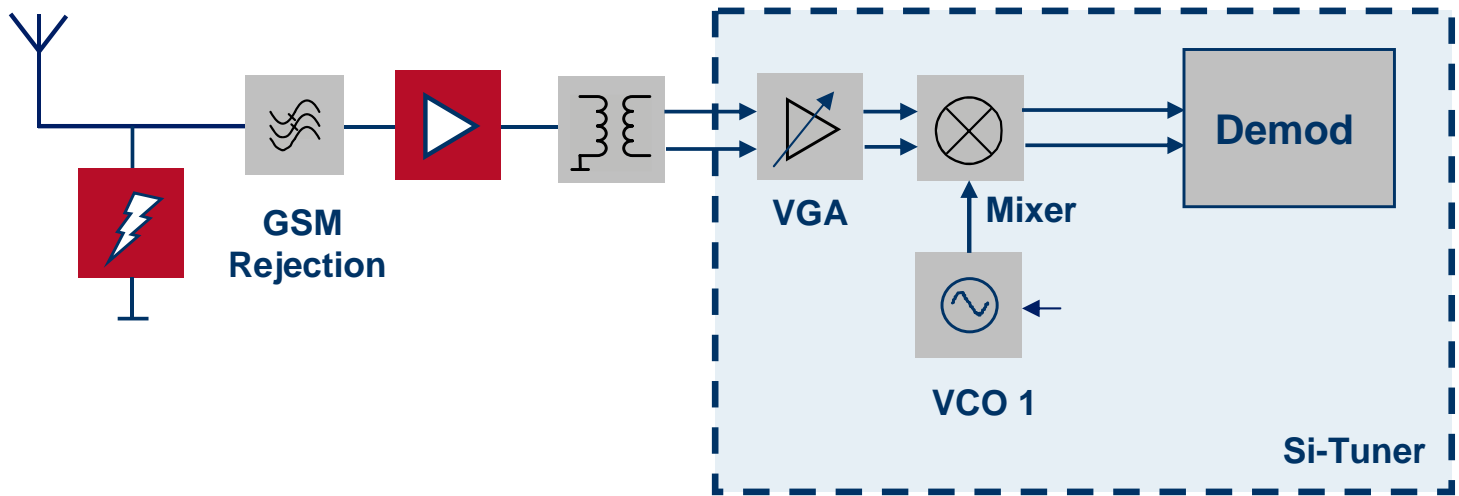 GSM
Rejection
VGA
Mixer
VCO 1
Demod
Si-Tuner